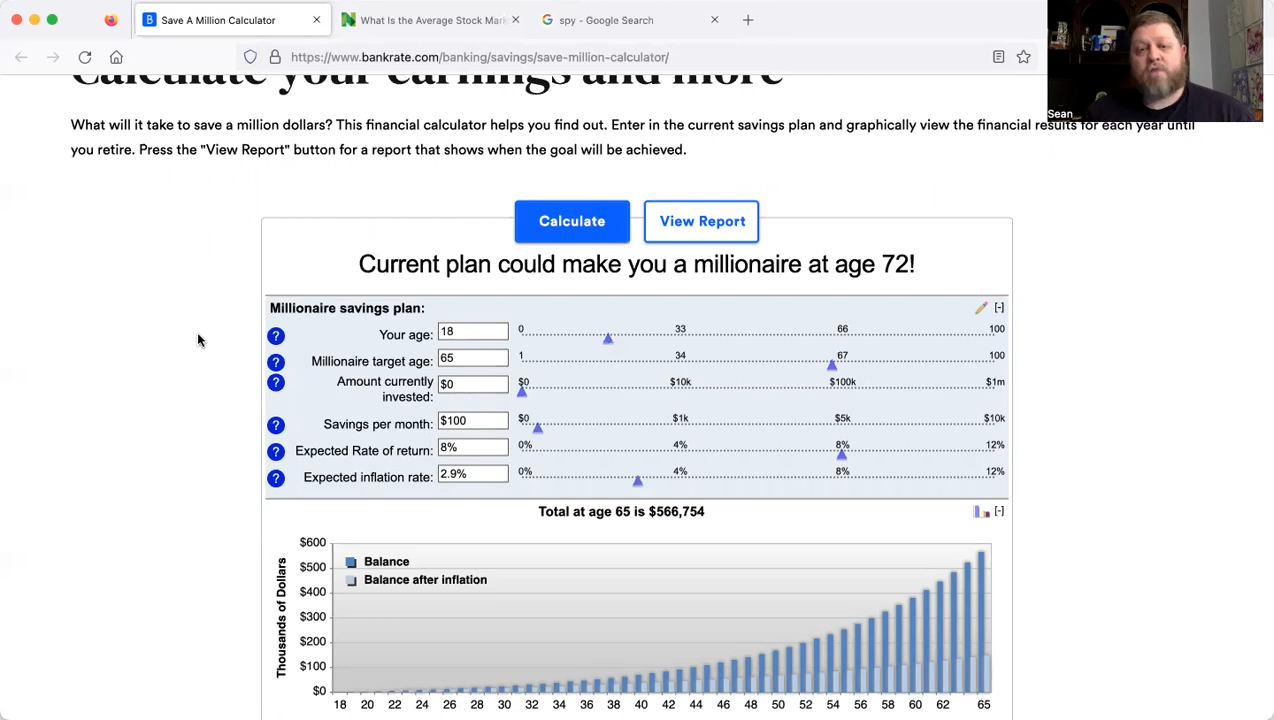 Save A Million Calculator
What Is the Average Stock Mar
spy - Google Search
https://www.bankrate.com/banking/savings/save-million-calculator/
Sean
Calculate your earnings and more
What will it take to save a million dollars? This financial calculator helps you find out. Enter in the current savings plan and graphically view the financial results for each year until
you retire. Press the "View Report" button for a report that shows when the goal will be achieved.
Calculate
View Report
Current plan could make you a millionaire at age 72!
Millionaire savings plan:
[-]
? Your age: 18 0 33 66 100
? Millionaire target age: 65 1 34 67 100
? Amount currently
invested: $0 $0 $10k $100k $1m
? Savings per month: $100 $0 $1k $5k $10k
? Expected Rate of return: 8% 0% 4% 8% 12%
? Expected inflation rate: 2.9% 0% 4% 8% 12%
Total at age 65 is $566,754
[-]
Thousands of Dollars
$600
$500
$400
$300
$200
$100
$0
Balance
Balance after inflation
18 20 22 24 26 28 30 32 34 36 38 40 42 44 46 48 50 52 54 56 58 60 62 65